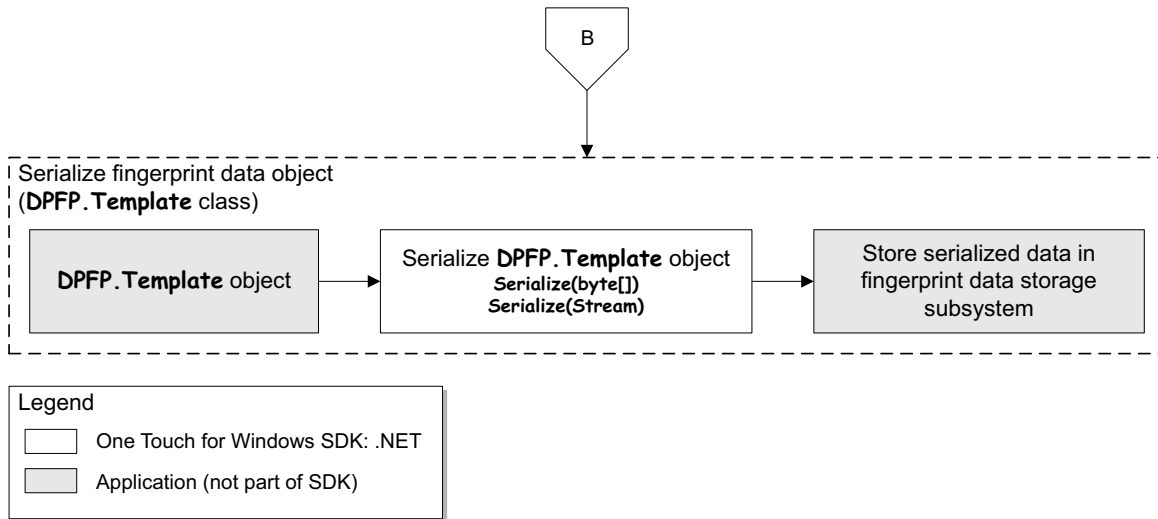 B
Serialize fingerprint data object
(DPFP.Template class)
DPFP.Template object
Serialize DPFP.Template object
Serialize(byte[])
Serialize(Stream)
Store serialized data in
fingerprint data storage
subsystem
Legend
One Touch for Windows SDK: .NET
Application (not part of SDK)